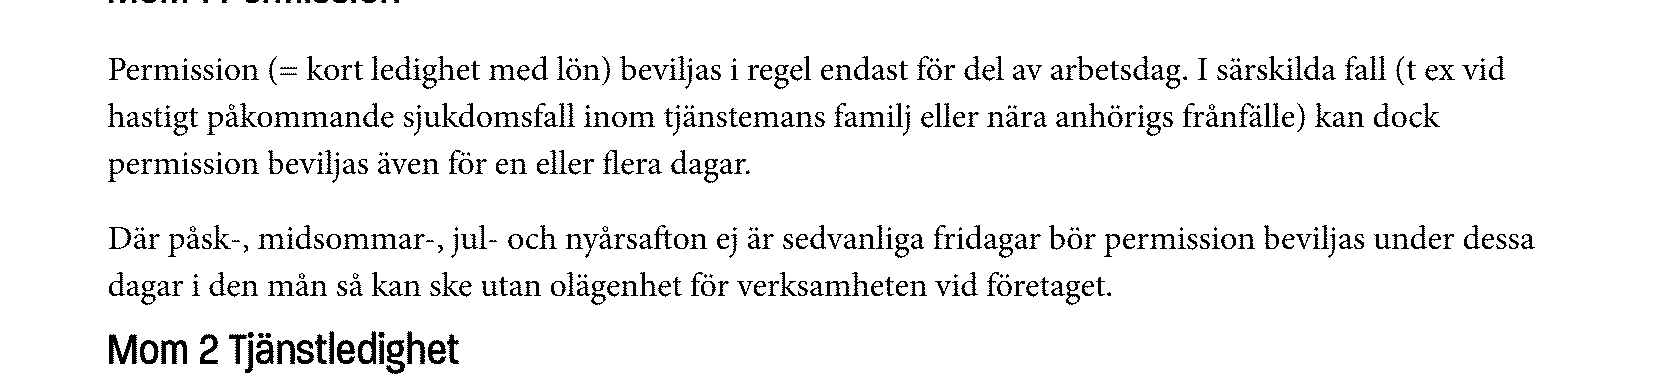 Mom 1 Permission
Permission (= kort ledighet med lön) beviljas i regel endast för del av arbetsdag. I särskilda fall (t ex vid
hastigt påkommande sjukdomsfall inom tjänstemans familj eller nära anhörigs frånfälle) kan dock
permission beviljas även för en eller flera dagar.
Där påsk-, midsommar-, jul- och nyårsafton ej är sedvanliga fridagar bör permission beviljas under dessa
dagar i den mån så kan ske utan olägenhet för verksamheten vid företaget.
Mom 2 Tjänstledighet